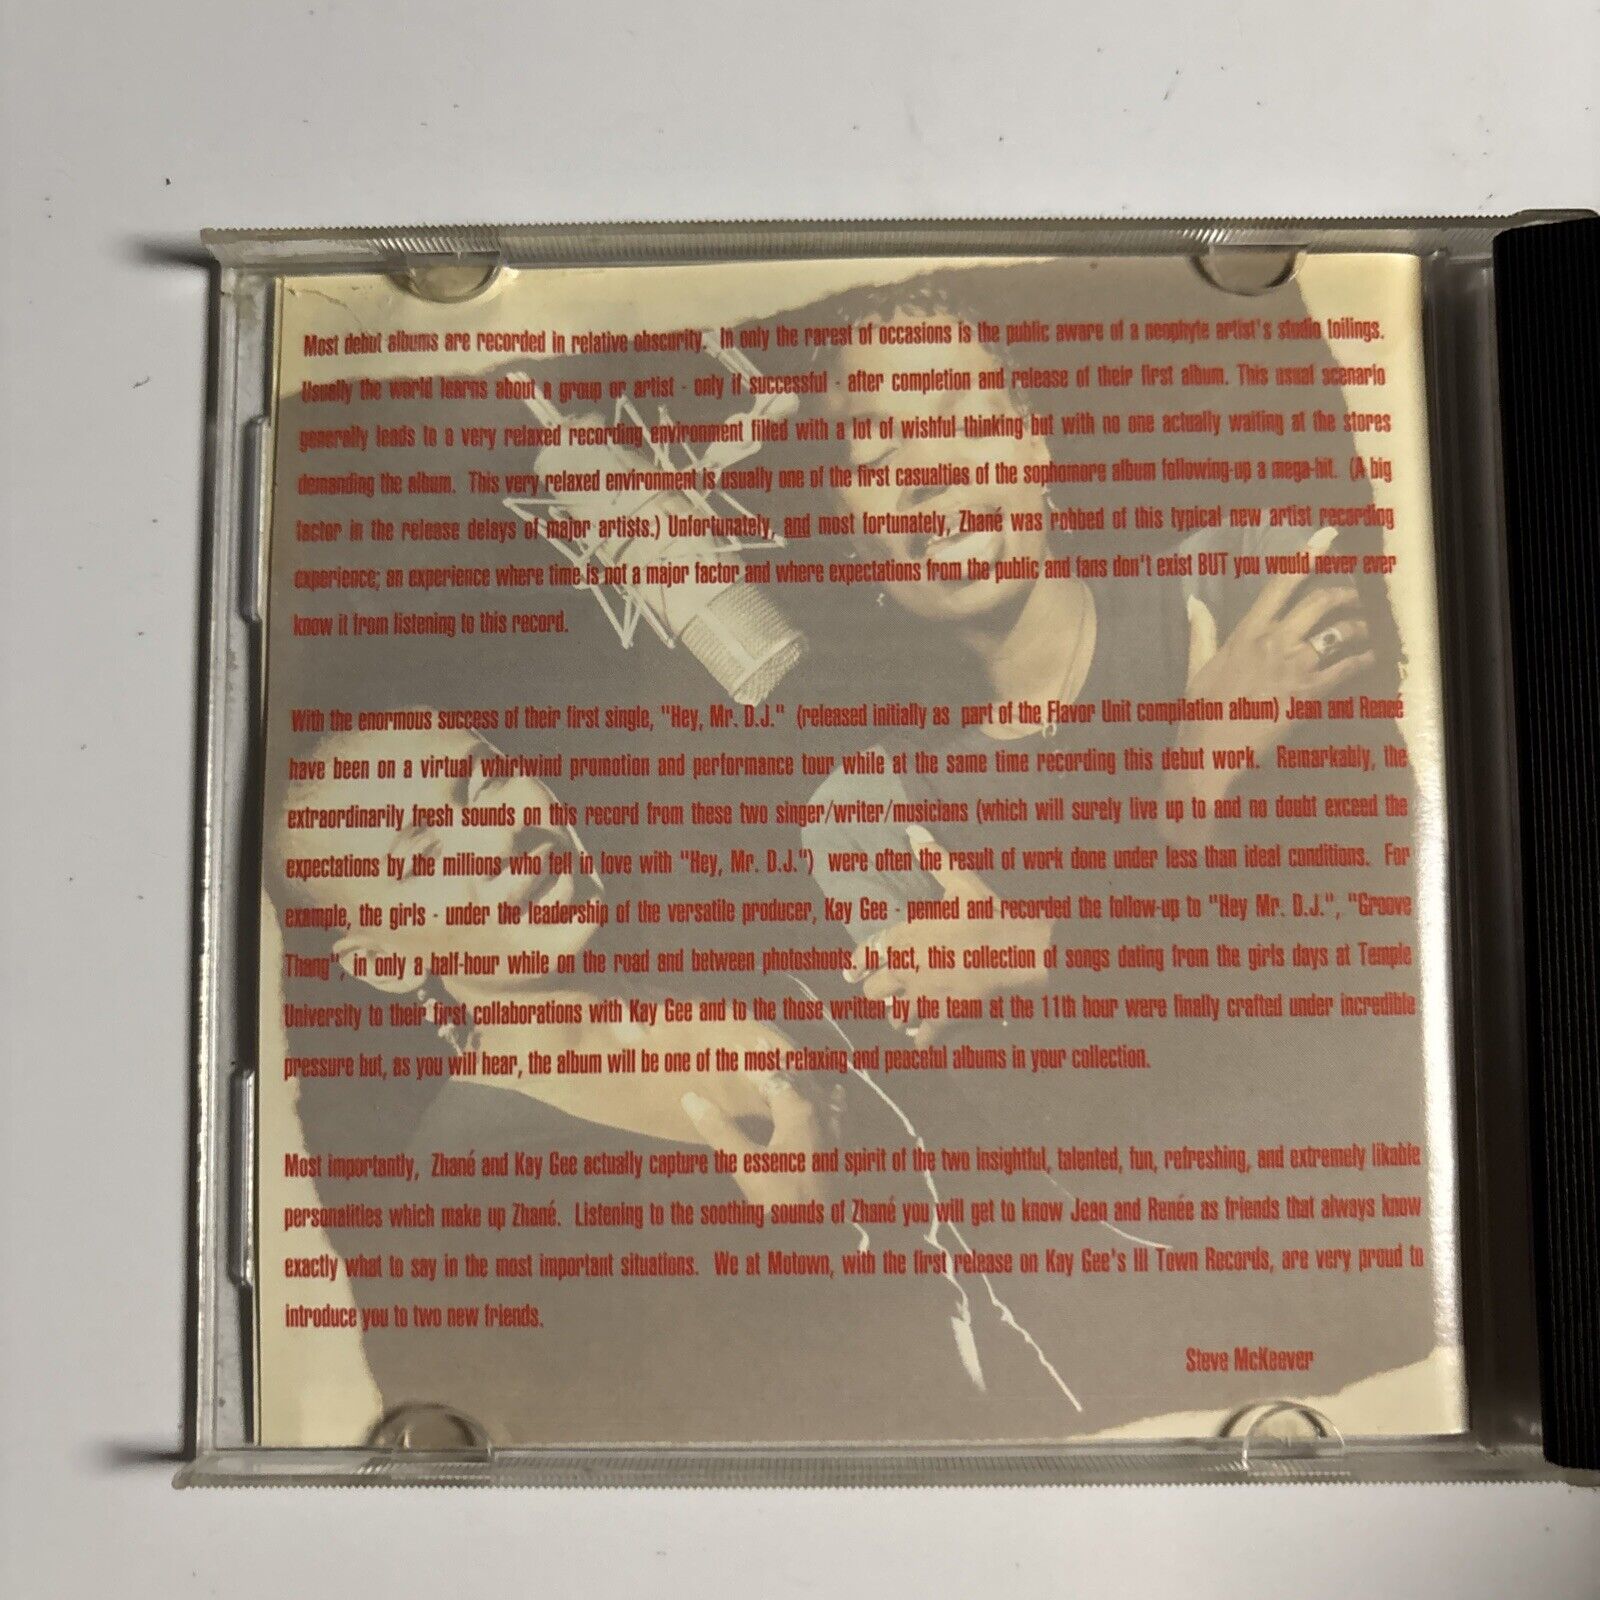 Most debut albums are recorded in relative obscurity. In only the rarest of occasions is the public aware of a neophyte artist's studio toilings.
Usually the world learns about a group or artist - only if successful - after completion and release of their first album. This usual scenario
generally leads to a very relaxed recording environment filled with a lot of wishful thinking but with no one actually waiting at the stores
demanding the album. This very relaxed environment is usually one of the first casualties of the sophomore album following-up a mega-hit. (A big
factor in the release delays of major artists.) Unfortunately, and most fortunately, Zhané was robbed of this typical new artist recording
experience; an experience where time is not a major factor and where expectations from the public and fans don't exist BUT you would never ever
know it from listening to this record.
With the enormous success of their first single, "Hey, Mr. D.J." (released initially as part of the Flavor Unit compilation album) Jean and Reneé
have been on a virtual whirlwind promotion and performance tour while at the same time recording this debut work. Remarkably, the
extraordinarily fresh sounds on this record from these two singer/writer/musicians (which will surely live up to and no doubt exceed the
expectations by the millions who fell in love with "Hey, Mr. D.J.") were often the result of work done under less than ideal conditions. For
example, the girls - under the leadership of the versatile producer, Kay Gee - penned and recorded the follow-up to "Hey Mr. D.J.", "Groove
Thang", in only a half-hour while on the road and between photoshoots. In fact, this collection of songs dating from the girls days at Temple
University to their first collaborations with Kay Gee and to the those written by the team at the 11th hour were finally crafted under incredible
pressure but, as you will hear, the album will be one of the most relaxing and peaceful albums in your collection.
Most importantly, Zhané and Kay Gee actually capture the essence and spirit of the two insightful, talented, fun, refreshing, and extremely likable
personalities which make up Zhané. Listening to the soothing sounds of Zhané you will get to know Jean and Renée as friends that always know
exactly what to say in the most important situations. We at Motown, with the first release on Kay Gee's Ill Town Records, are very proud to
introduce you to two new friends.
Steve McKeever